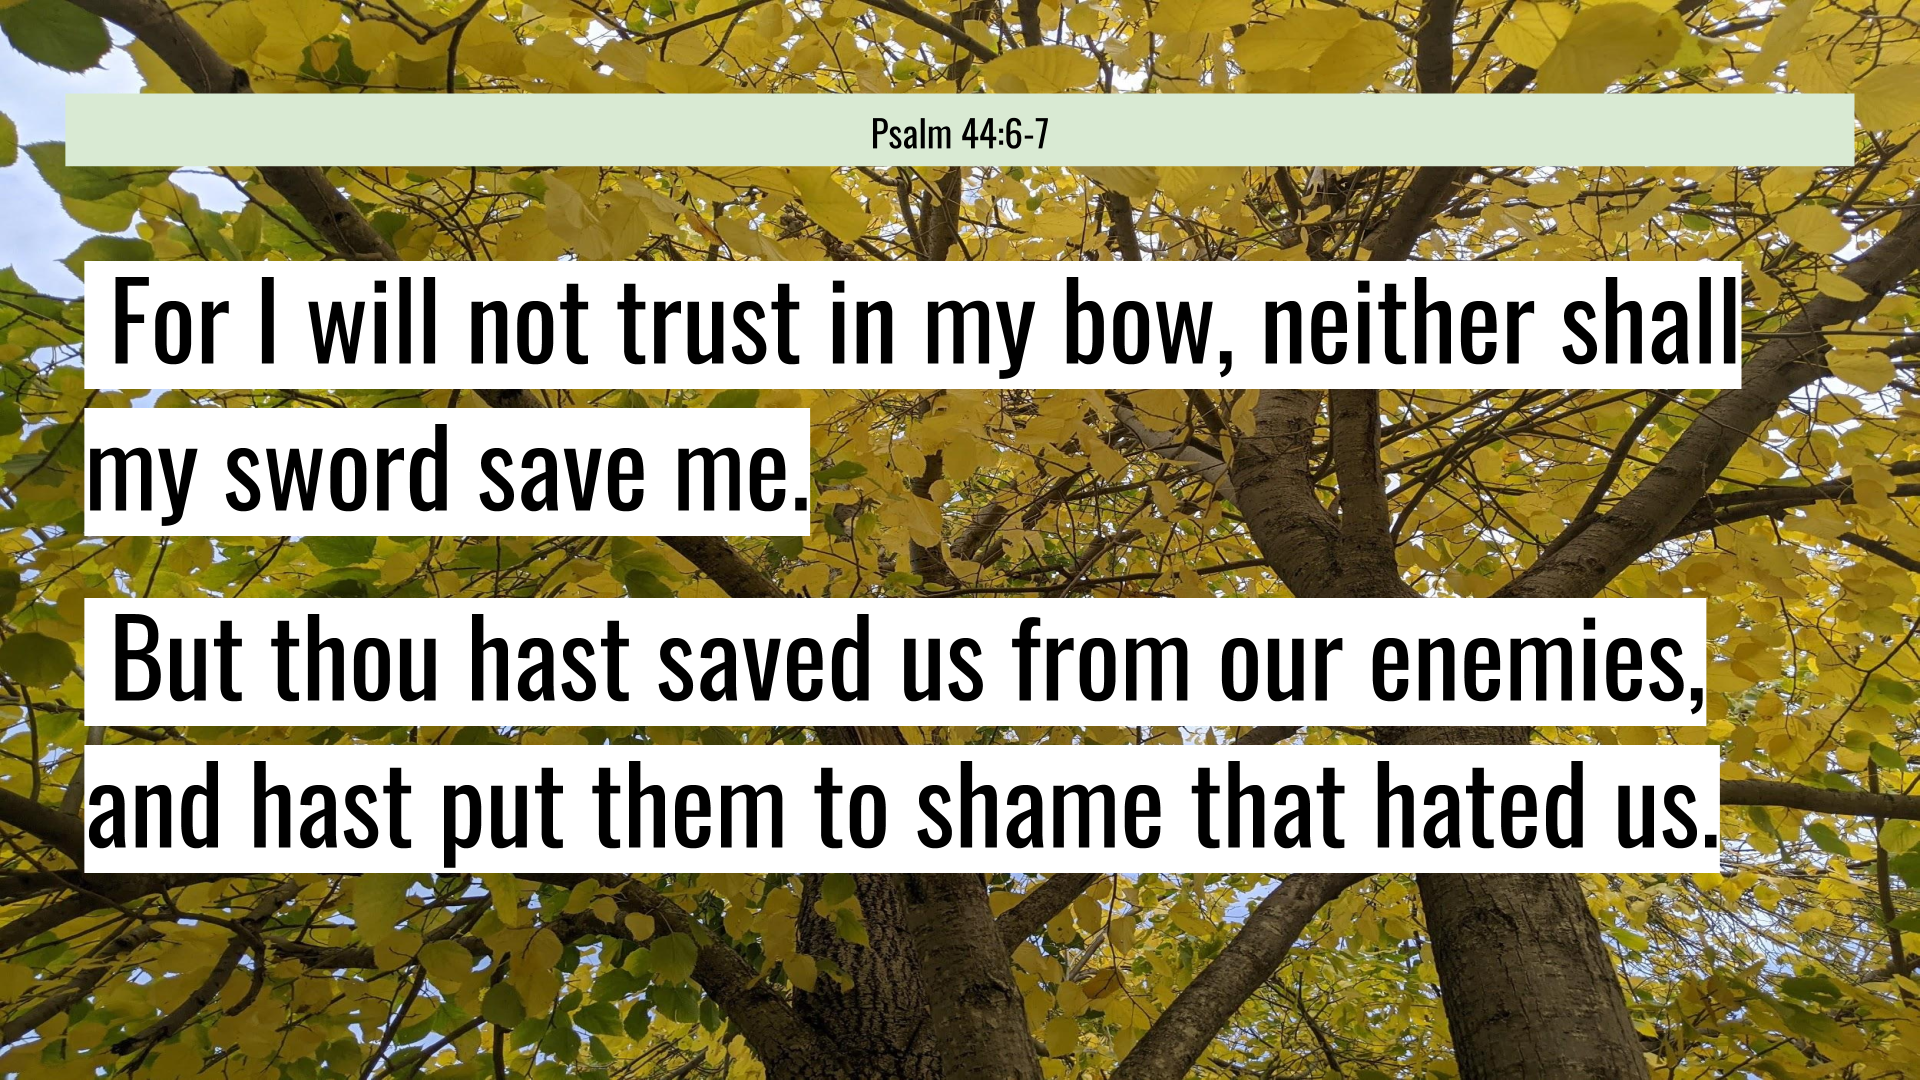 Psalm 44:6-7
For I will not trust in my bow, neither shall
my sword save me.
But thou hast saved us from our enemies,
and hast put them to shame that hated us.